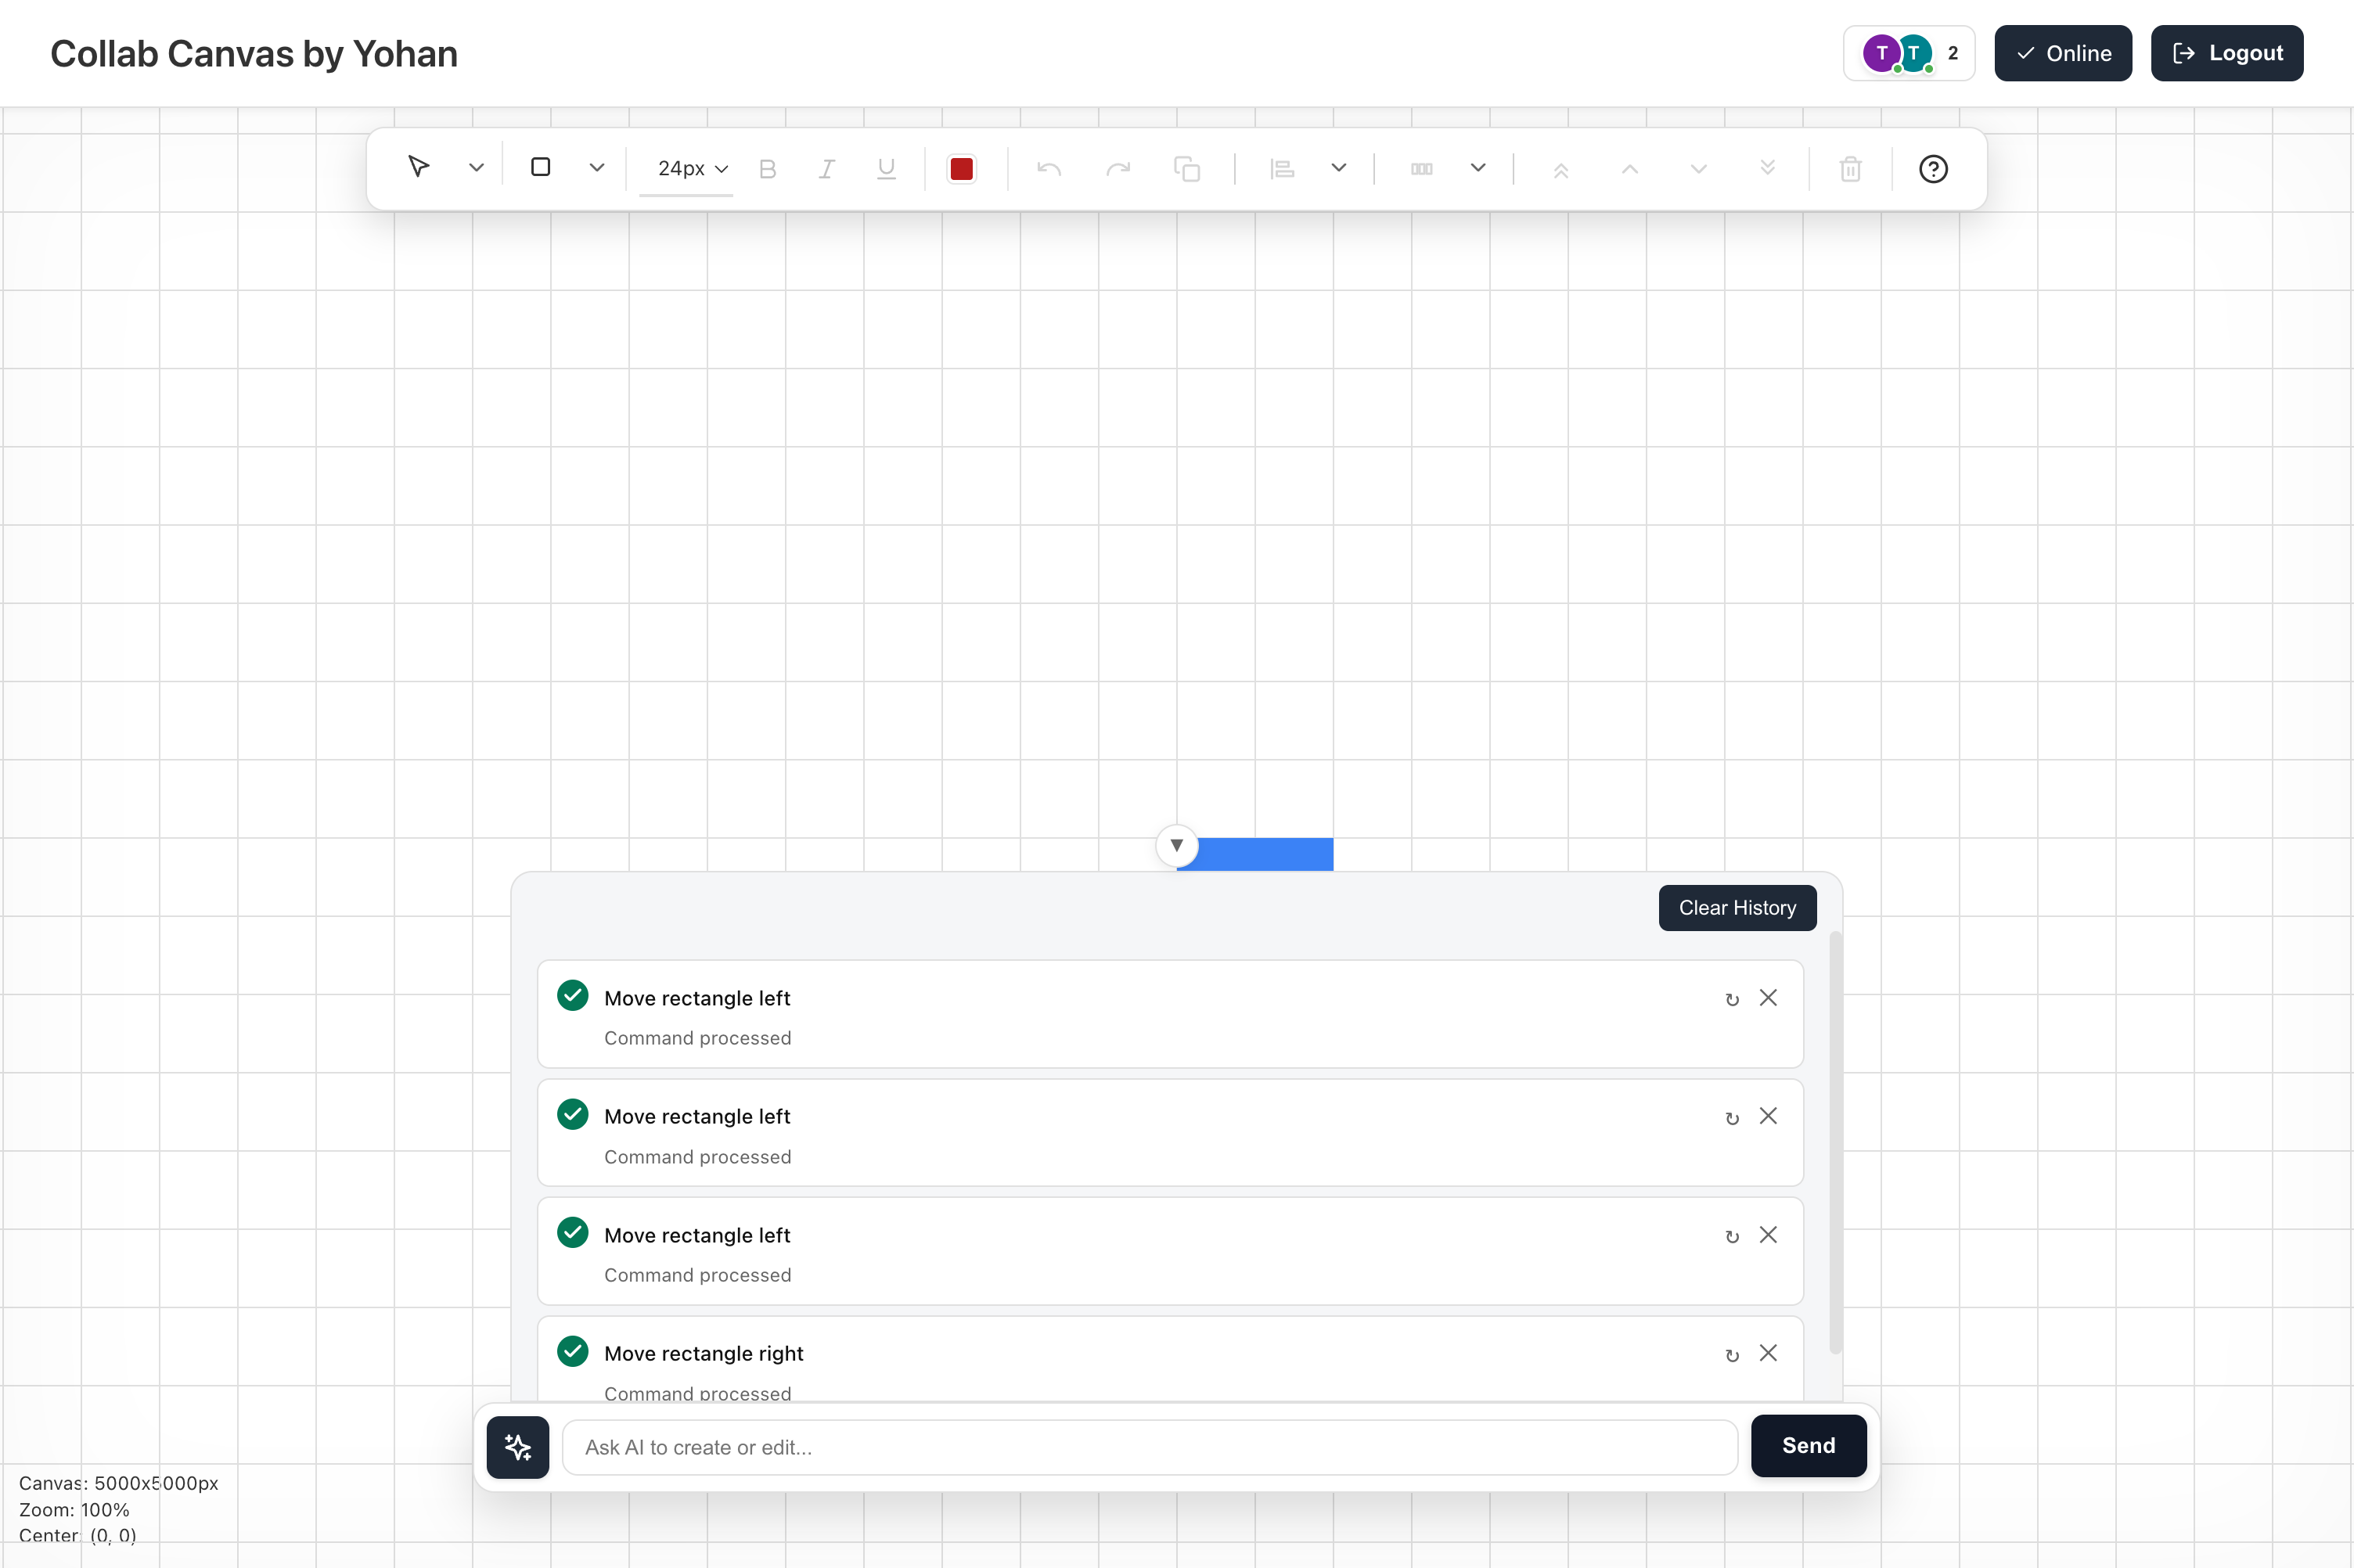 Collab Canvas by Yohan
T T 2
Online
Logout
24px
Clear History
Move rectangle left
Command processed
Move rectangle left
Command processed
Move rectangle left
Command processed
Move rectangle right
Command processed
Ask AI to create or edit...
Send
Canvas: 5000x5000px
Zoom: 100%
Center: (0, 0)